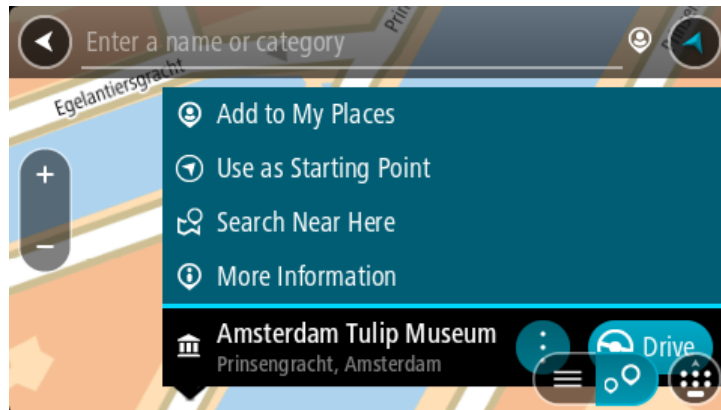 Enter a name or category
Egelantiersgracht
Add to My Places
Use as Starting Point
Search Near Here
More Information
Amsterdam Tulip Museum
Prinsengracht, Amsterdam
Drive